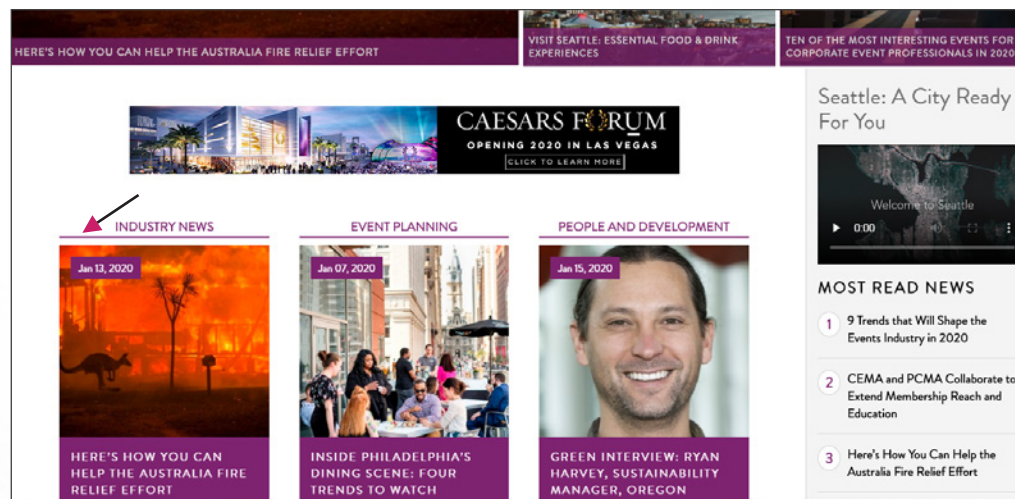 HERE'S HOW YOU CAN HELP THE AUSTRALIA FIRE RELIEF EFFORT
VISIT SEATTLE: ESSENTIAL FOOD & DRINK
EXPERIENCES
TEN OF THE MOST INTERESTING EVENTS FOR
CORPORATE EVENT PROFESSIONALS IN 2020
CAESARS FORUM
OPENING 2020 IN LAS VEGAS
CLICK TO LEARN MORE
Seattle: A City Ready
For You
Welcome to Seattle
0:00
INDUSTRY NEWS
Jan 13, 2020
HERE'S HOW YOU CAN
HELP THE AUSTRALIA FIRE
RELIEF EFFORT
EVENT PLANNING
Jan 07, 2020
INSIDE PHILADELPHIA'S
DINING SCENE: FOUR
TRENDS TO WATCH
PEOPLE AND DEVELOPMENT
Jan 15, 2020
GREEN INTERVIEW: RYAN
HARVEY, SUSTAINABILITY
MANAGER, OREGON
MOST READ NEWS
1 9 Trends that Will Shape the
Events Industry in 2020
2 CEMA and PCMA Collaborate to
Extend Membership Reach and
Education
3 Here's How You Can Help the
Australia Fire Relief Effort